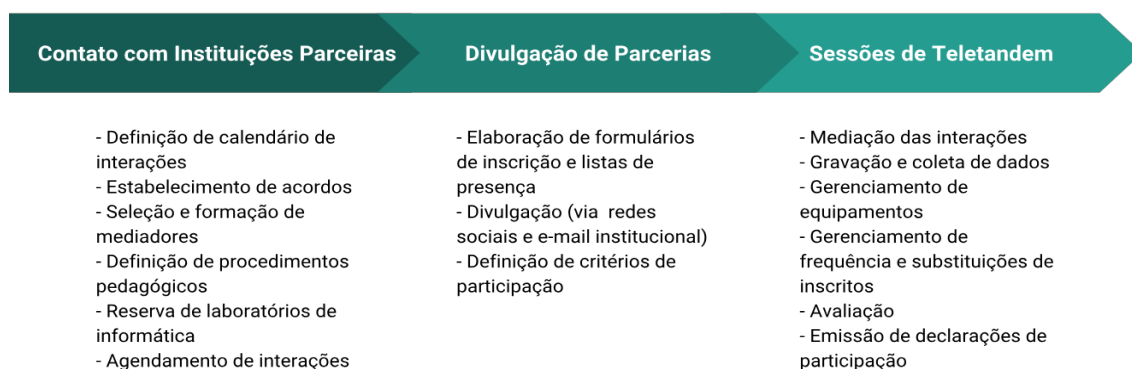 Contato com Instituições Parceiras
- Definição de calendário de
interações
- Estabelecimento de acordos
- Seleção e formação de
mediadores
- Definição de procedimentos
pedagógicos
- Reserva de laboratórios de
informática
- Agendamento de interações
Divulgação de Parcerias
- Elaboração de formulários
de inscrição e listas de
presença
- Divulgação (via redes
sociais e e-mail institucional)
- Definição de critérios de
participação
Sessões de Teletandem
- Mediação das interações
- Gravação e coleta de dados
- Gerenciamento de
equipamentos
- Gerenciamento de
frequência e substituições de
inscritos
- Avaliação
- Emissão de declarações de
participação